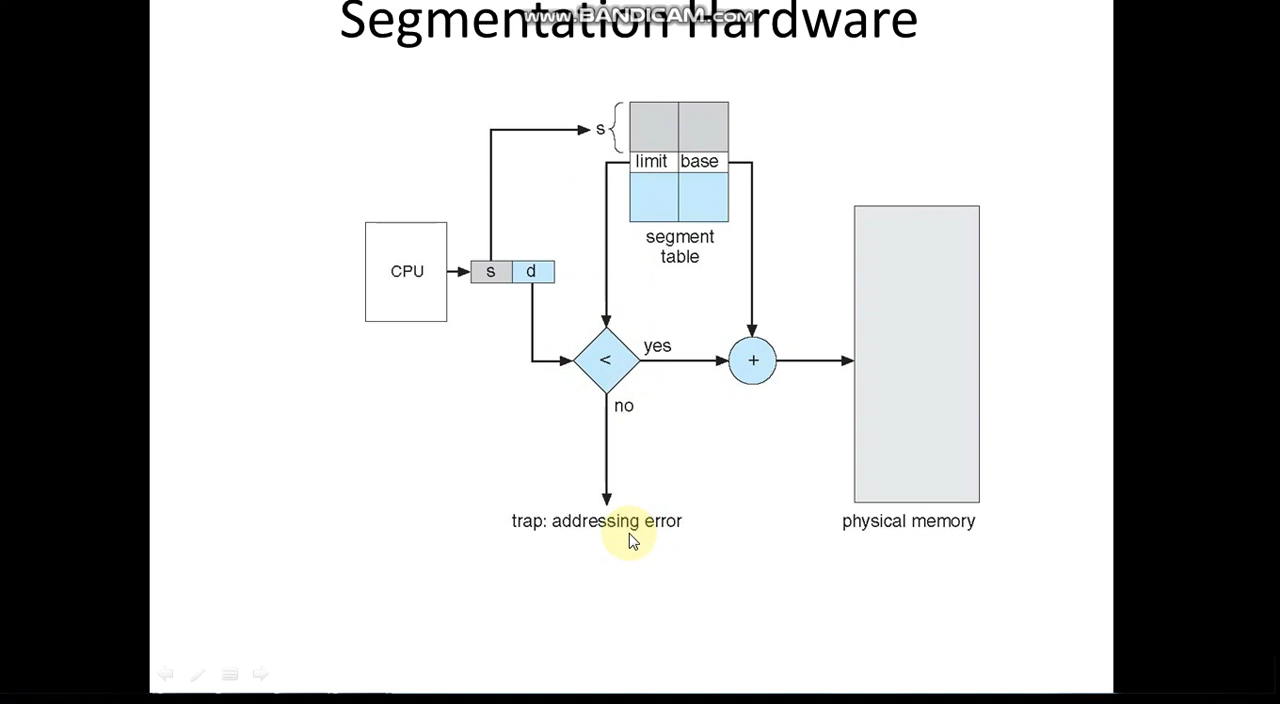 www.BANDICAM.com
Segmentation Hardware
s
limit base
segment
table
CPU
s d
<
yes
+
no
trap: addressing error
physical memory